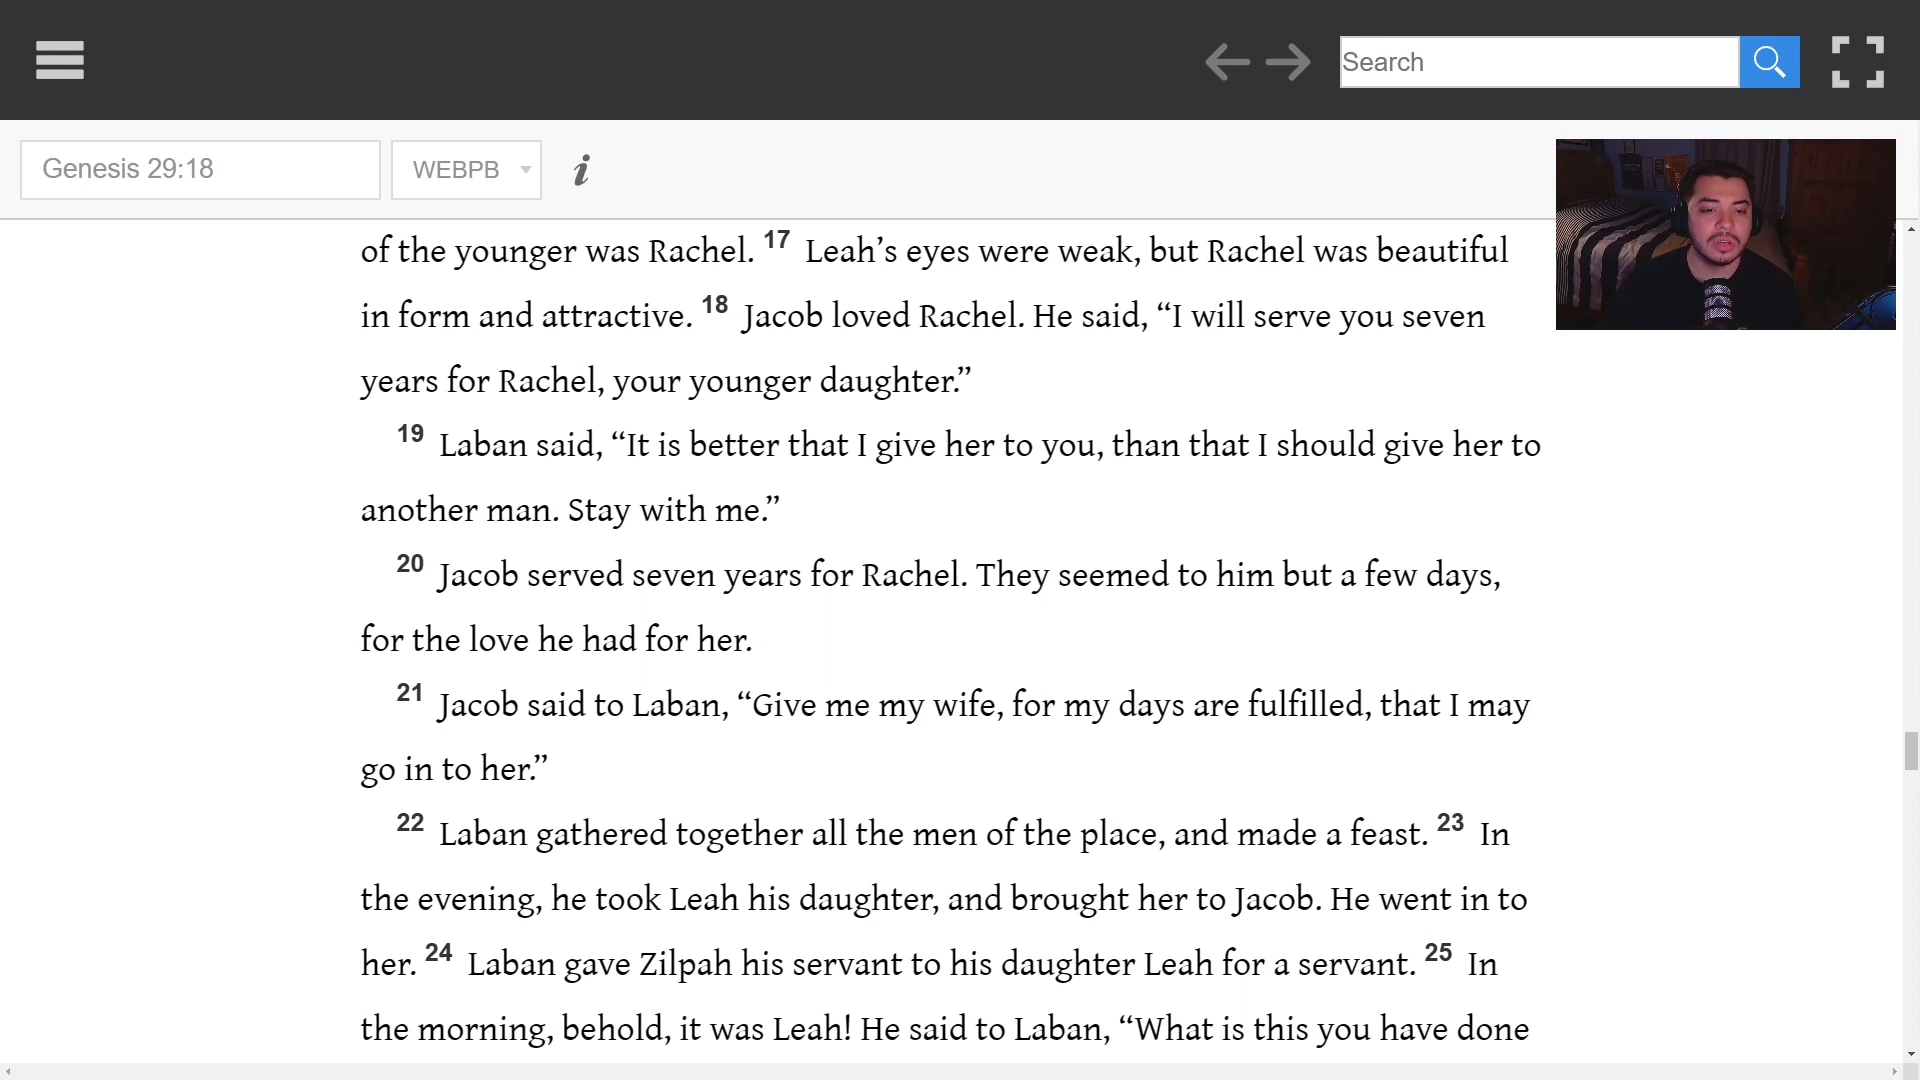 Search
Genesis 29:18
WEBPB
i
of the younger was Rachel. 17 Leah’s eyes were weak, but Rachel was beautiful
in form and attractive. 18 Jacob loved Rachel. He said, “I will serve you seven
years for Rachel, your younger daughter.”
19 Laban said, “It is better that I give her to you, than that I should give her to
another man. Stay with me.”
20 Jacob served seven years for Rachel. They seemed to him but a few days,
for the love he had for her.
21 Jacob said to Laban, “Give me my wife, for my days are fulfilled, that I may
go in to her.”
22 Laban gathered together all the men of the place, and made a feast. 23 In
the evening, he took Leah his daughter, and brought her to Jacob. He went in to
her. 24 Laban gave Zilpah his servant to his daughter Leah for a servant. 25 In
the morning, behold, it was Leah! He said to Laban, “What is this you have done